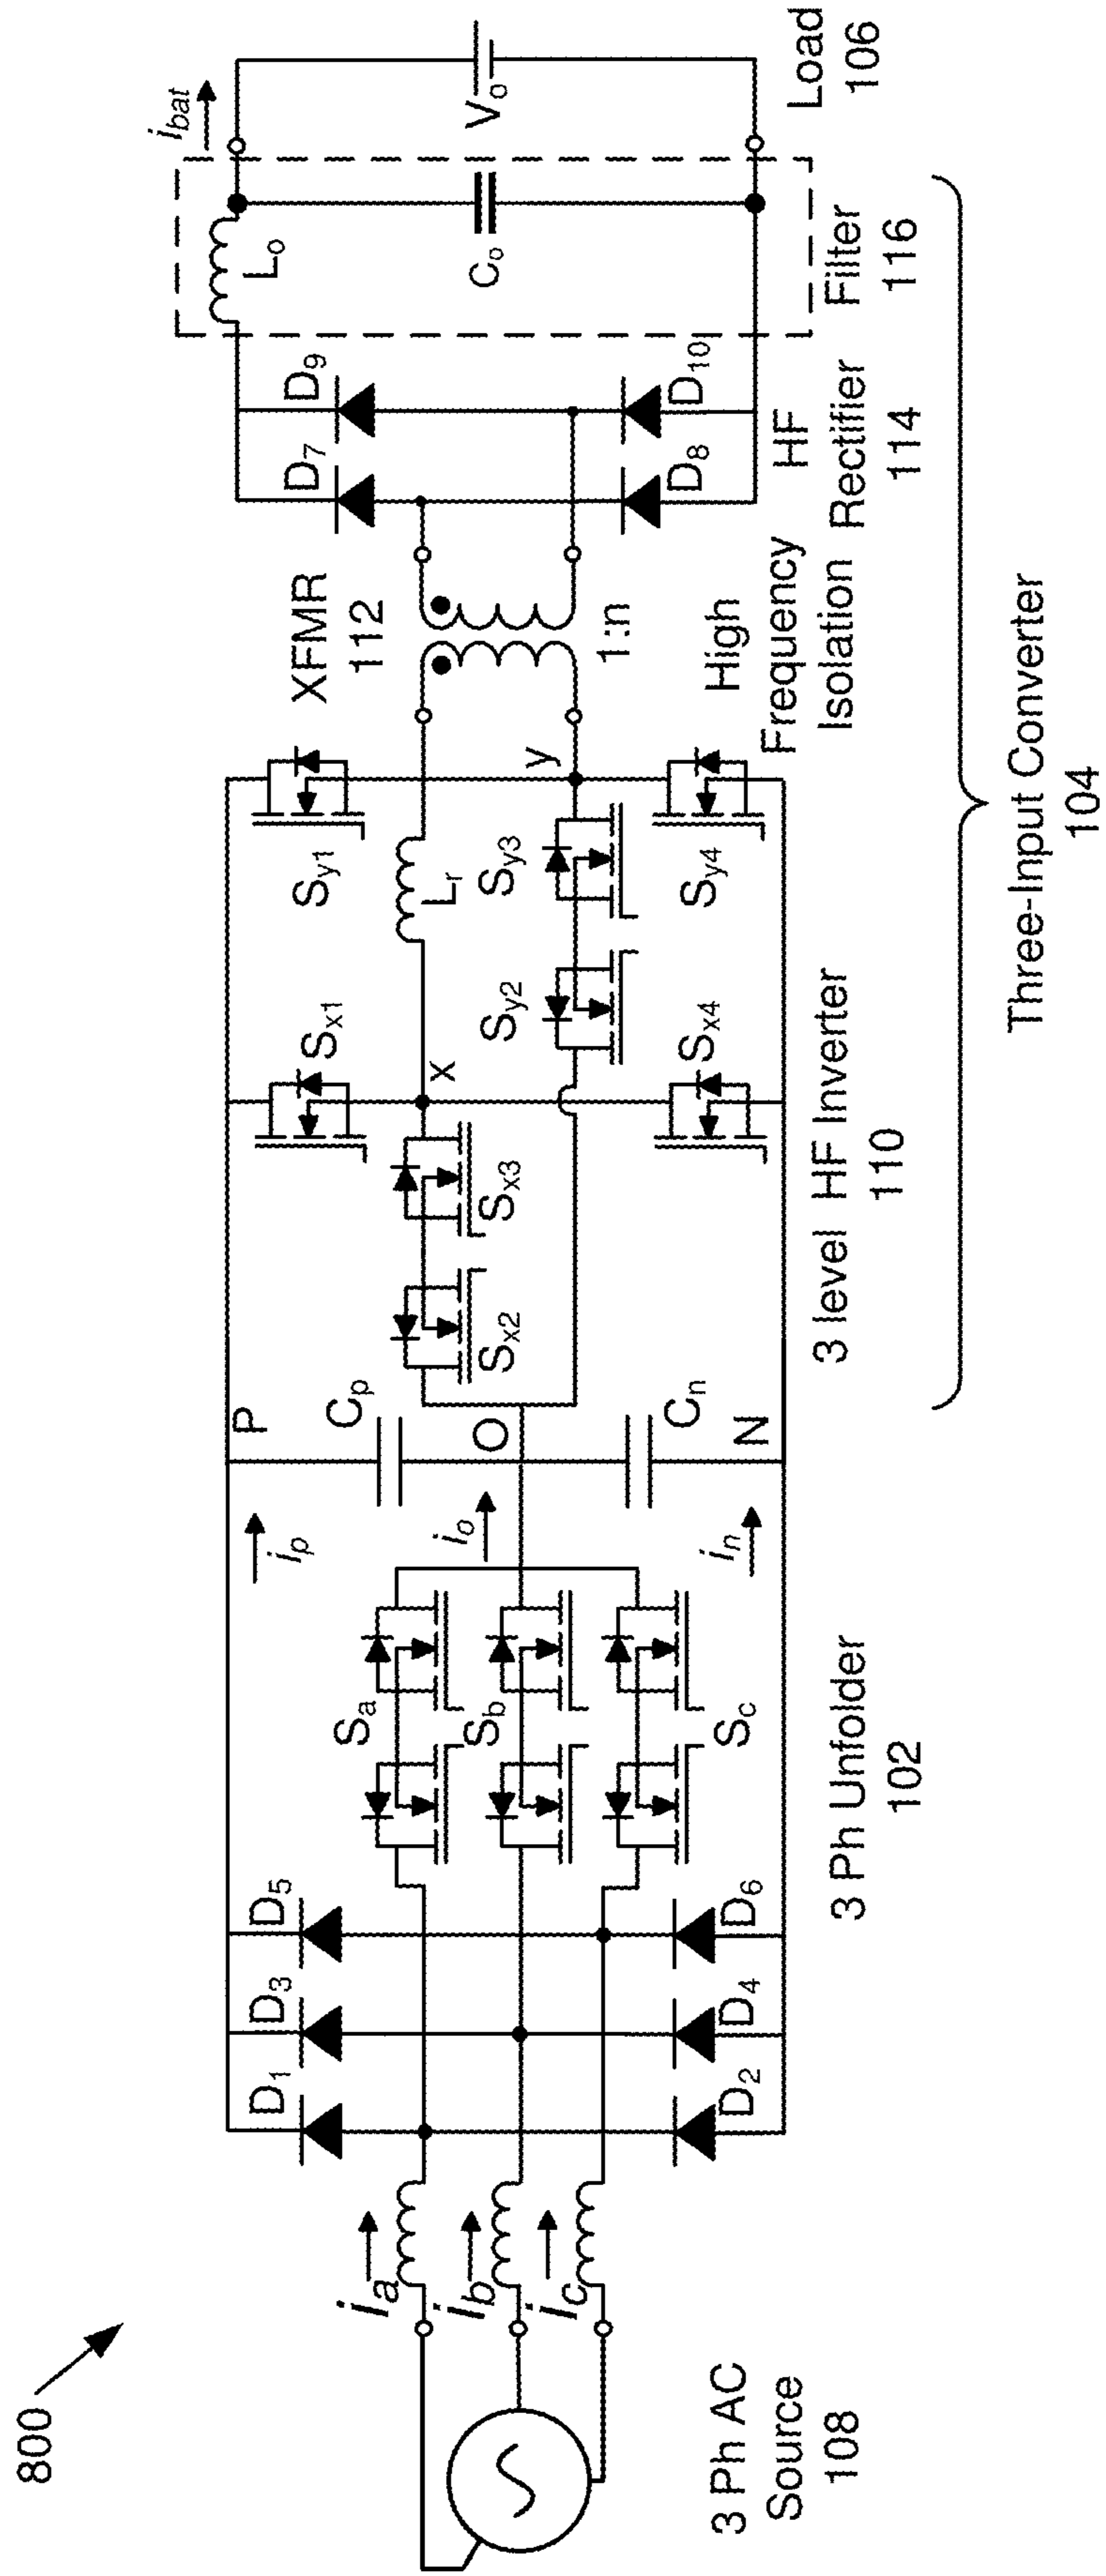 800
3 Ph AC
Source
108
i_a
i_b
i_c
D_1
D_3
D_5
D_2
D_4
D_6
S_a
S_b
S_c
3 Ph Unfolder
102
i_p
i_o
i_n
P
C_p
O
C_n
N
S_x2
S_x3
S_x1
x
S_x4
S_y2
S_y3
L_r
S_y1
y
S_y4
3 level HF Inverter
110
XFMR
112
1:n
High
Frequency
Isolation
D_7
D_9
D_8
D_10
HF
Rectifier
114
L_o
C_o
Filter
116
i_bat
V_o
Load
106
Three-Input Converter
104